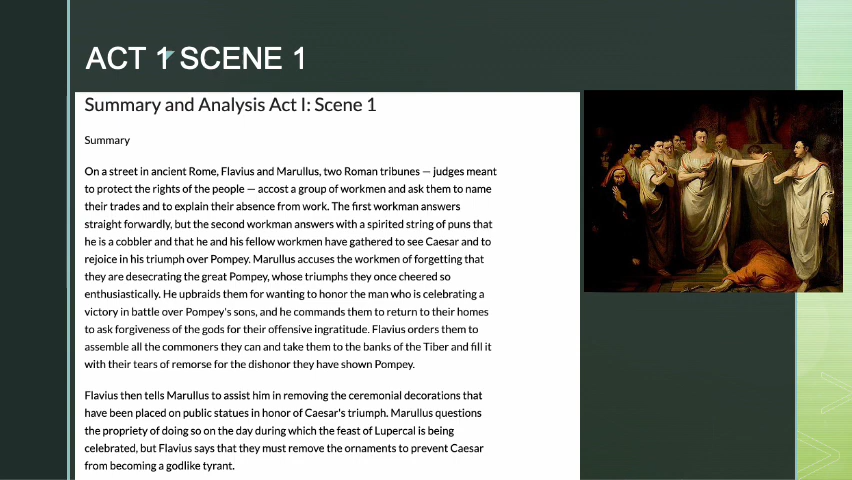 ACT 1 SCENE 1
Summary and Analysis Act I: Scene 1
Summary
On a street in ancient Rome, Flavius and Marullus, two Roman tribunes — judges meant
to protect the rights of the people — accost a group of workmen and ask them to name
their trades and to explain their absence from work. The first workman answers
straight forwardly, but the second workman answers with a spirited string of puns that
he is a cobbler and that he and his fellow workmen have gathered to see Caesar and to
rejoice in his triumph over Pompey. Marullus accuses the workmen of forgetting that
they are desecrating the great Pompey, whose triumphs they once cheered so
enthusiastically. He upbraids them for wanting to honor the man who is celebrating a
victory in battle over Pompey's sons, and he commands them to return to their homes
to ask forgiveness of the gods for their offensive ingratitude. Flavius orders them to
assemble all the commoners they can and take them to the banks of the Tiber and fill it
with their tears of remorse for the dishonor they have shown Pompey.
Flavius then tells Marullus to assist him in removing the ceremonial decorations that
have been placed on public statues in honor of Caesar's triumph. Marullus questions
the propriety of doing so on the day during which the feast of Lupercal is being
celebrated, but Flavius says that they must remove the ornaments to prevent Caesar
from becoming a godlike tyrant.